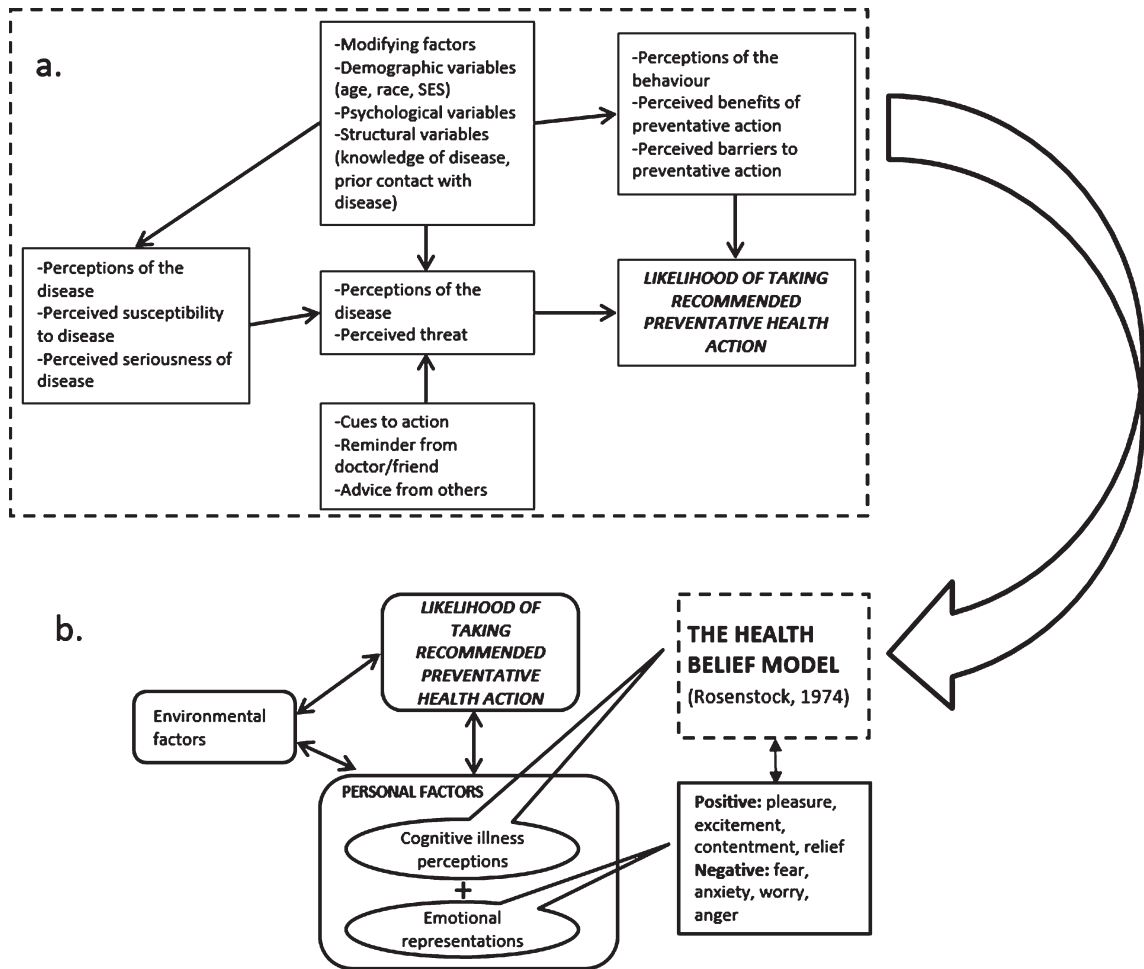 a.
-Modifying factors
-Demographic variables
(age, race, SES)
-Psychological variables
-Structural variables
(knowledge of disease,
prior contact with
disease)
-Perceptions of the
behaviour
-Perceived benefits of
preventative action
-Perceived barriers to
preventative action
-Perceptions of the
disease
-Perceived susceptibility
to disease
-Perceived seriousness of
disease
-Perceptions of the
disease
-Perceived threat
LIKELIHOOD OF TAKING
RECOMMENDED
PREVENTATIVE HEALTH
ACTION
-Cues to action
-Reminder from
doctor/friend
-Advice from others
b.
LIKELIHOOD OF
TAKING
RECOMMENDED
PREVENTATIVE
HEALTH ACTION
THE HEALTH
BELIEF MODEL
(Rosenstock, 1974)
Environmental
factors
PERSONAL FACTORS
Cognitive illness
perceptions
+
Emotional
representations
Positive: pleasure,
excitement,
contentment, relief
Negative: fear,
anxiety, worry,
anger